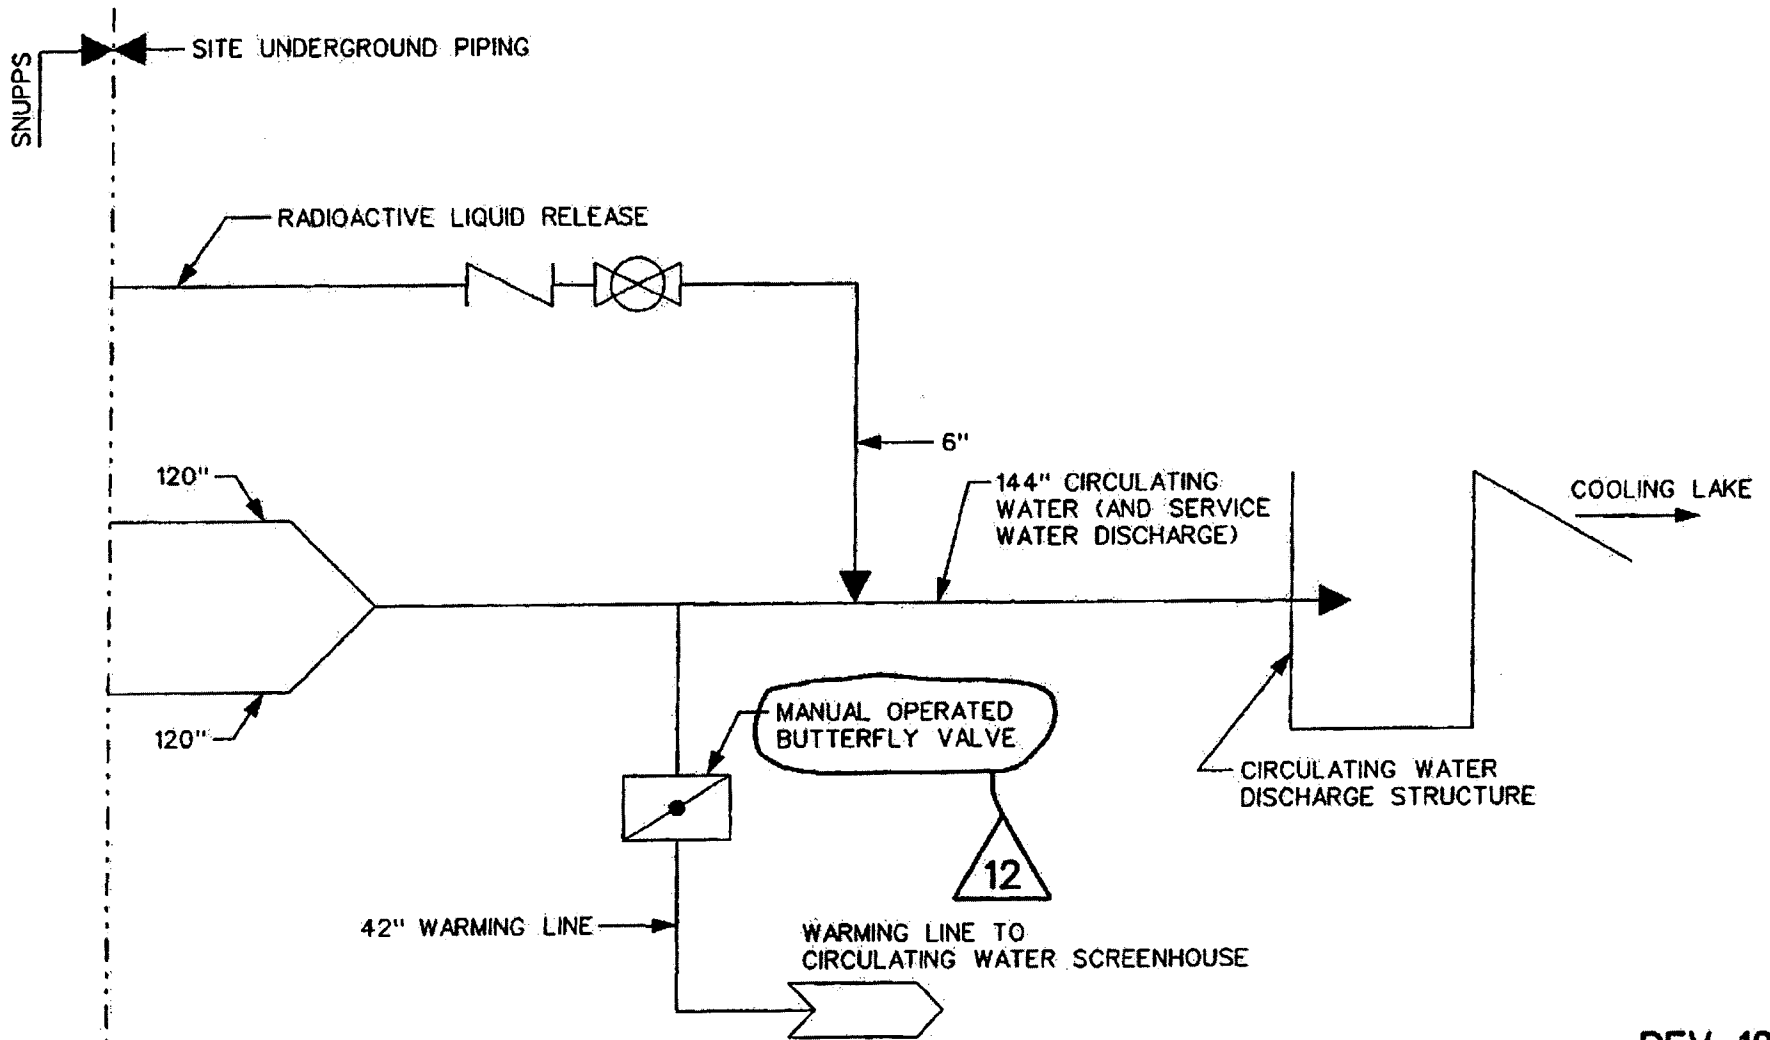 SNUPPS
SITE UNDERGROUND PIPING
RADIOACTIVE LIQUID RELEASE
6"
120"
144" CIRCULATING
WATER (AND SERVICE
WATER DISCHARGE)
COOLING LAKE
120"
MANUAL OPERATED
BUTTERFLY VALVE
CIRCULATING WATER
DISCHARGE STRUCTURE
12
42" WARMING LINE
WARMING LINE TO
CIRCULATING WATER SCREENHOUSE